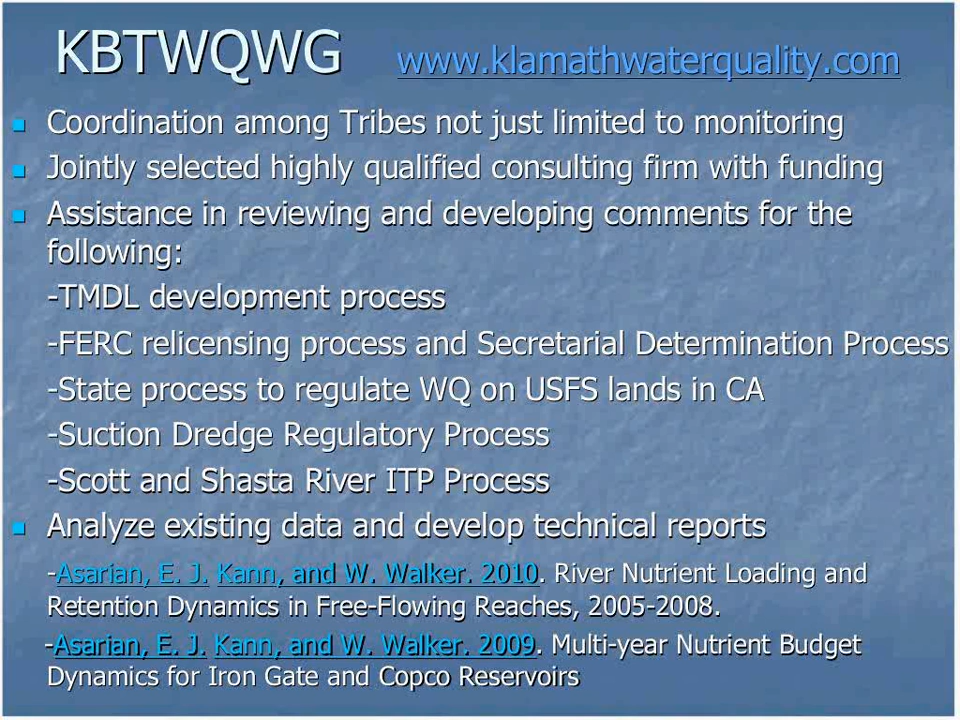 KBTWQWG www.klamathwaterquality.com
Coordination among Tribes not just limited to monitoring
Jointly selected highly qualified consulting firm with funding
Assistance in reviewing and developing comments for the
following:
-TMDL development process
-FERC relicensing process and Secretarial Determination Process
-State process to regulate WQ on USFS lands in CA
-Suction Dredge Regulatory Process
-Scott and Shasta River ITP Process
Analyze existing data and develop technical reports
-Asarian, E. J. Kann, and W. Walker. 2010. River Nutrient Loading and
Retention Dynamics in Free-Flowing Reaches, 2005-2008.
-Asarian, E. J. Kann, and W. Walker. 2009. Multi-year Nutrient Budget
Dynamics for Iron Gate and Copco Reservoirs